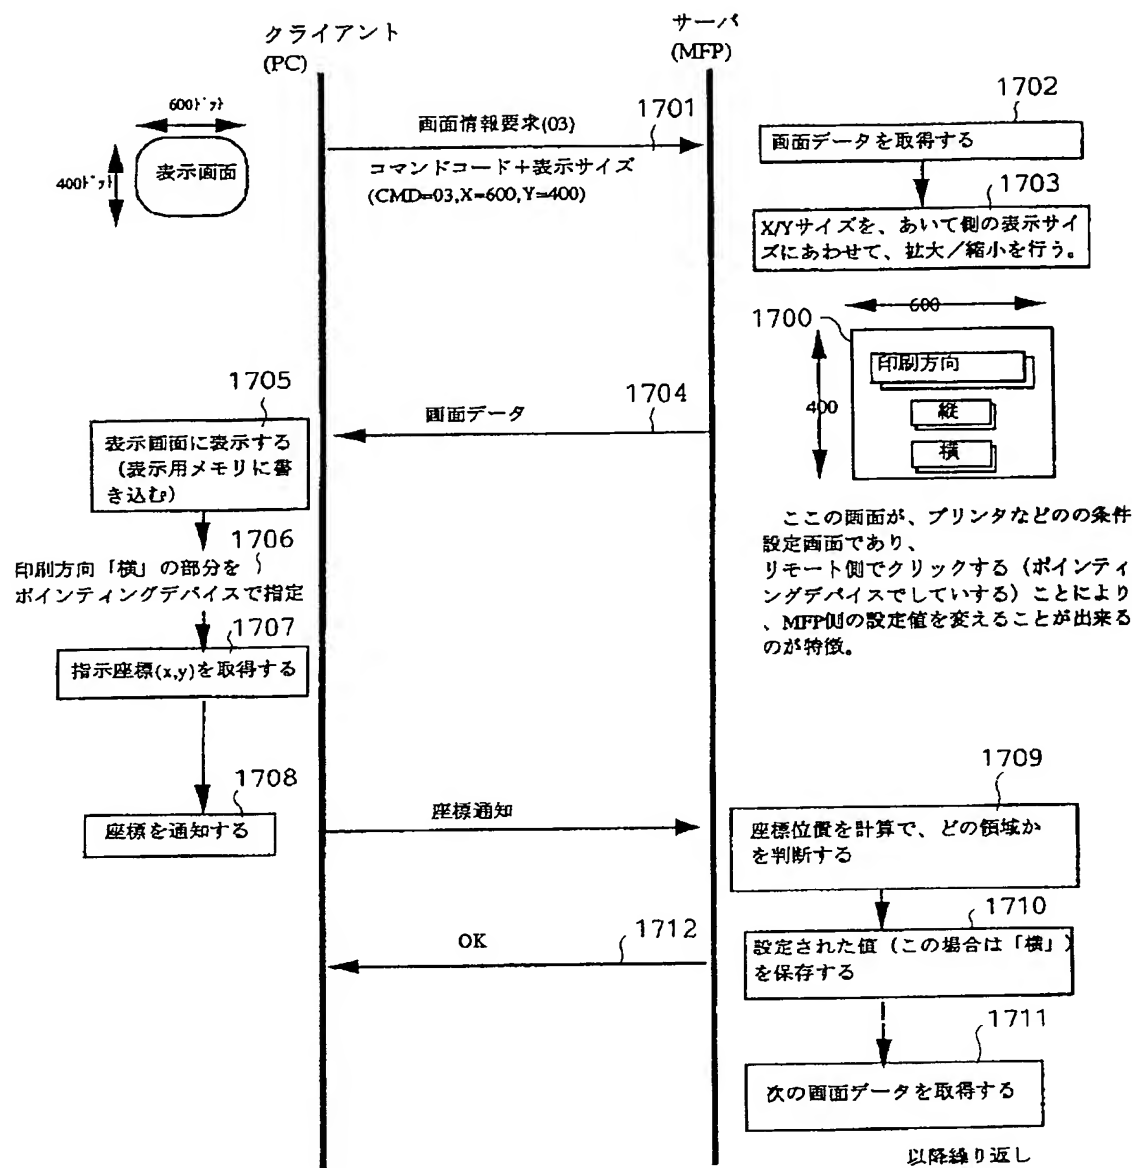 クライアント
(PC)
サーバ
(MFP)
600ドット
400ドット
表示画面
画面情報要求(03)
1701
コマンドコード+表示サイズ
(CMD=03,X=600,Y=400)
1702
画面データを取得する
1703
X/Yサイズを、あいて側の表示サイ
ズにあわせて、拡大/縮小を行う。
600
1700
400
印刷方向
縦
横
1704
画面データ
1705
表示画面に表示する
(表示用メモリに書
き込む)
ここの画面が、プリンタなどのの条件
設定画面であり、
リモート側でクリックする(ポインティ
ングデバイスでしていする)ことにより
、MFP側の設定値を変えることが出来る
のが特徴。
1706
印刷方向「横」の部分を
ポインティングデバイスで指定
1707
指示座標(x,y)を取得する
1708
座標を通知する
座標通知
1709
座標位置を計算で、どの領域か
を判断する
1710
設定された値(この場合は「横」)
を保存する
OK
1712
1711
次の画面データを取得する
以降繰り返し